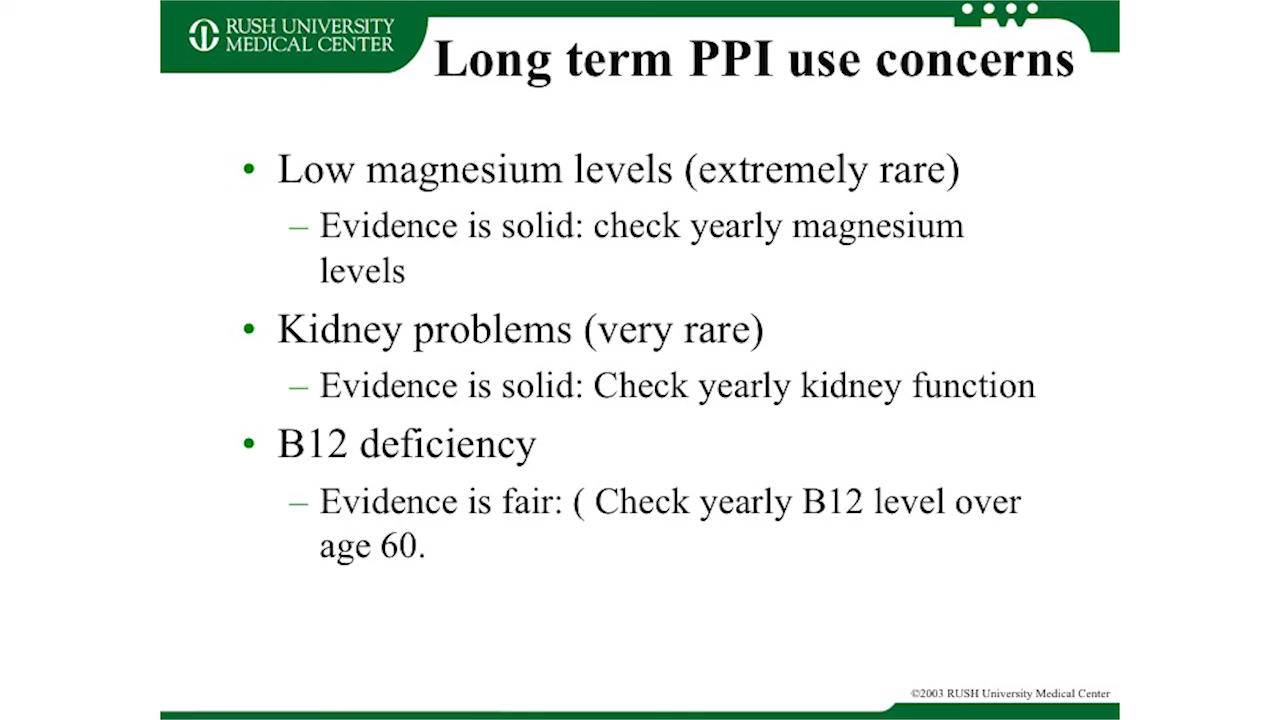 RUSH UNIVERSITY
MEDICAL CENTER
Long term PPI use concerns
• Low magnesium levels (extremely rare)
– Evidence is solid: check yearly magnesium
levels
• Kidney problems (very rare)
– Evidence is solid: Check yearly kidney function
• B12 deficiency
– Evidence is fair: ( Check yearly B12 level over
age 60.
©2003 RUSH University Medical Center